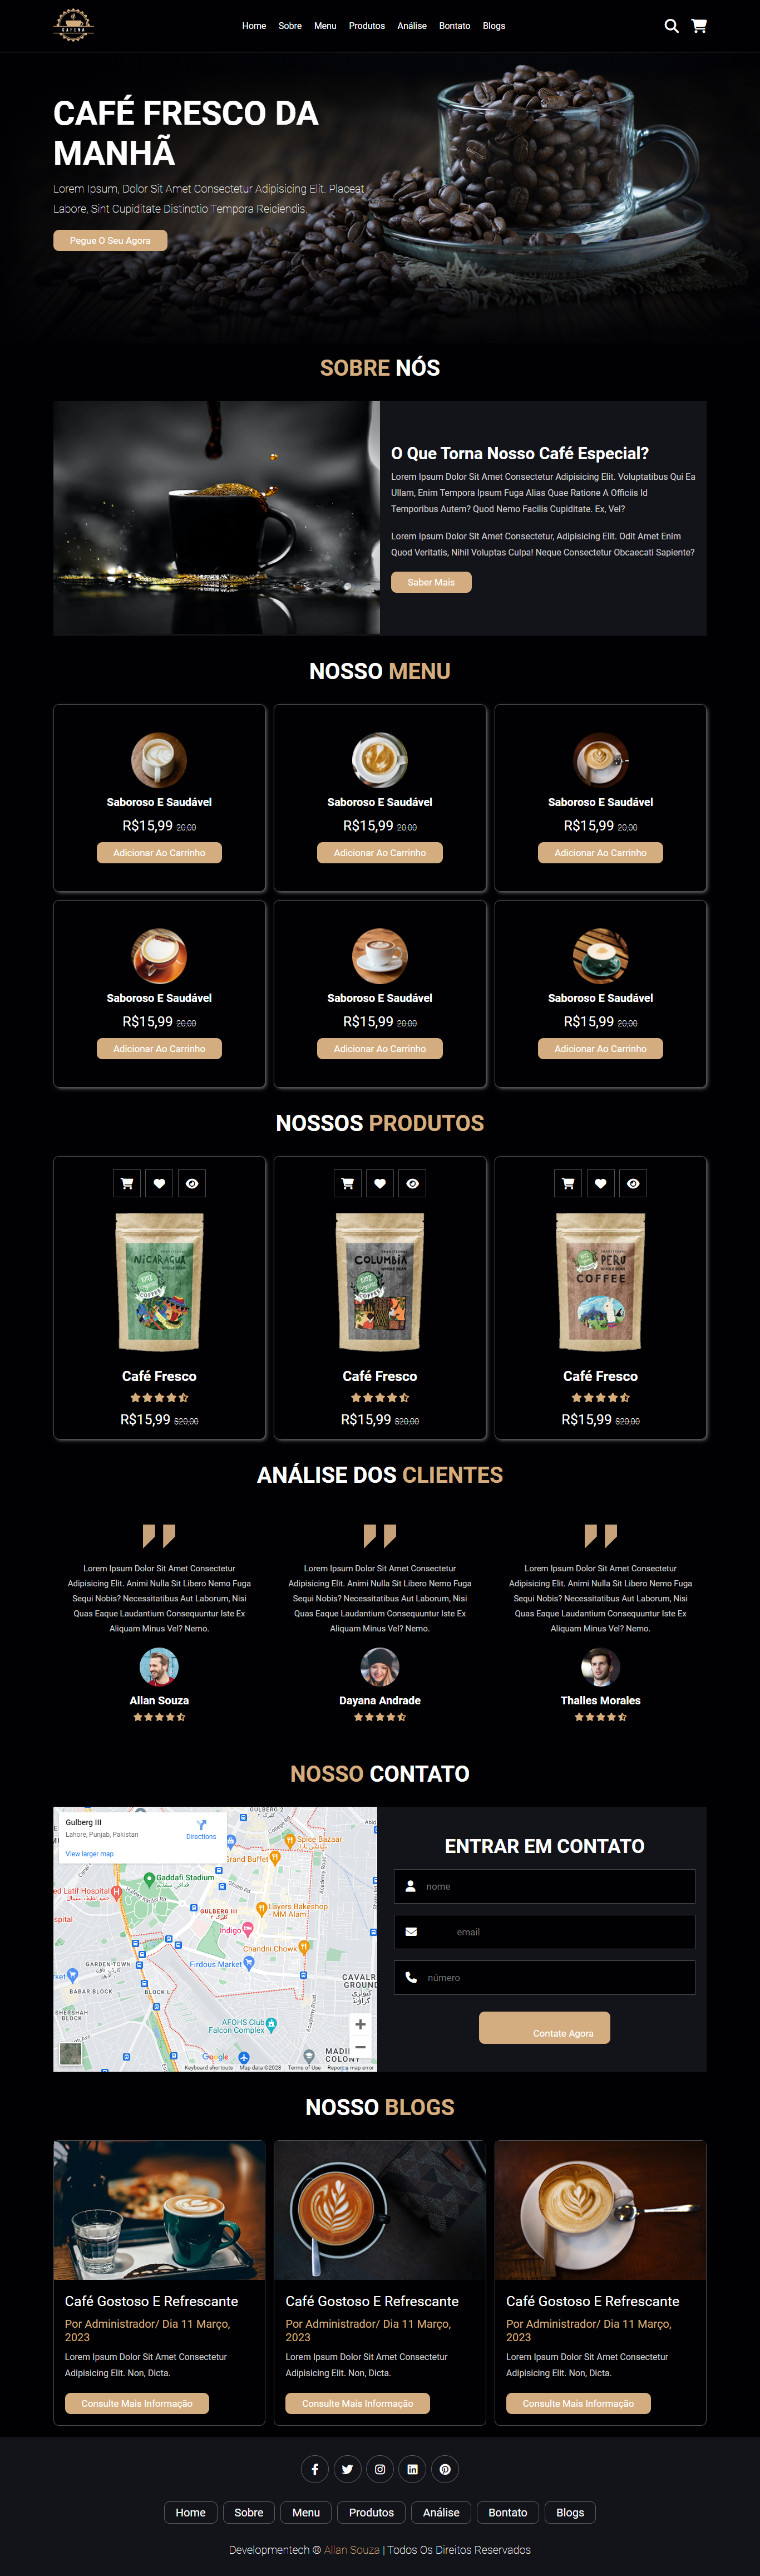 CAFENA
Home Sobre Menu Produtos Análise Bontato Blogs
CAFÉ FRESCO DA
MANHÃ
Lorem Ipsum, Dolor Sit Amet Consectetur Adipisicing Elit. Placeat
Labore, Sint Cupiditate Distinctio Tempora Reiciendis.
Pegue O Seu Agora
SOBRE NÓS
O Que Torna Nosso Café Especial?
Lorem Ipsum Dolor Sit Amet Consectetur Adipisicing Elit. Voluptatibus Qui Ea
Ullam, Enim Tempora Ipsum Fuga Alias Quae Ratione A Officiis Id
Temporibus Autem? Quod Nemo Facilis Cupiditate. Ex, Vel?
Lorem Ipsum Dolor Sit Amet Consectetur, Adipisicing Elit. Odit Amet Enim
Quod Veritatis, Nihil Voluptas Culpa! Neque Consectetur Obcaecati Sapiente?
Saber Mais
NOSSO MENU
Saboroso E Saudável
R$15,99 20,00
Adicionar Ao Carrinho
Saboroso E Saudável
R$15,99 20,00
Adicionar Ao Carrinho
Saboroso E Saudável
R$15,99 20,00
Adicionar Ao Carrinho
Saboroso E Saudável
R$15,99 20,00
Adicionar Ao Carrinho
Saboroso E Saudável
R$15,99 20,00
Adicionar Ao Carrinho
Saboroso E Saudável
R$15,99 20,00
Adicionar Ao Carrinho
NOSSOS PRODUTOS
NICARAGUA
COFFEE
Café Fresco
R$15,99 $20,00
COLUMBIA
WHOLE BEAN
COFFEE
Café Fresco
R$15,99 $20,00
PERU
WHOLE BEAN
COFFEE
Café Fresco
R$15,99 $20,00
ANÁLISE DOS CLIENTES
Lorem Ipsum Dolor Sit Amet Consectetur
Adipisicing Elit. Animi Nulla Sit Libero Nemo Fuga
Sequi Nobis? Necessitatibus Aut Laborum, Nisi
Quas Eaque Laudantium Consequuntur Iste Ex
Aliquam Minus Vel? Nemo.
Allan Souza
Lorem Ipsum Dolor Sit Amet Consectetur
Adipisicing Elit. Animi Nulla Sit Libero Nemo Fuga
Sequi Nobis? Necessitatibus Aut Laborum, Nisi
Quas Eaque Laudantium Consequuntur Iste Ex
Aliquam Minus Vel? Nemo.
Dayana Andrade
Lorem Ipsum Dolor Sit Amet Consectetur
Adipisicing Elit. Animi Nulla Sit Libero Nemo Fuga
Sequi Nobis? Necessitatibus Aut Laborum, Nisi
Quas Eaque Laudantium Consequuntur Iste Ex
Aliquam Minus Vel? Nemo.
Thalles Morales
NOSSO CONTATO
Gulberg III
Lahore, Punjab, Pakistan
Directions
View larger map
GULBERG 2
College Rd
Spice Bazaar
Grand Buffet
Gaddafi Stadium
ed Latif Hospital
spital
GULBERG III
Layers Bakeshop
MM Alam
Indigo
Chandni Chowk
Firdous Market
GARDEN TOWN
BABAR BLOCK
BLOCK L
CAVALR
GROUND
SHERSHAH
BLOCK
AFOHS Club
Falcon Complex
Academy Road
MADII
COLONY
Google
Keyboard shortcuts Map data ©2023 Terms of Use Report a map error
ENTRAR EM CONTATO
nome
email
número
Contate Agora
NOSSO BLOGS
Café Gostoso E Refrescante
Por Administrador/ Dia 11 Março,
2023
Lorem Ipsum Dolor Sit Amet Consectetur
Adipisicing Elit. Non, Dicta.
Consulte Mais Informação
Café Gostoso E Refrescante
Por Administrador/ Dia 11 Março,
2023
Lorem Ipsum Dolor Sit Amet Consectetur
Adipisicing Elit. Non, Dicta.
Consulte Mais Informação
Café Gostoso E Refrescante
Por Administrador/ Dia 11 Março,
2023
Lorem Ipsum Dolor Sit Amet Consectetur
Adipisicing Elit. Non, Dicta.
Consulte Mais Informação
Home Sobre Menu Produtos Análise Bontato Blogs
Developmentech ® Allan Souza | Todos Os Direitos Reservados